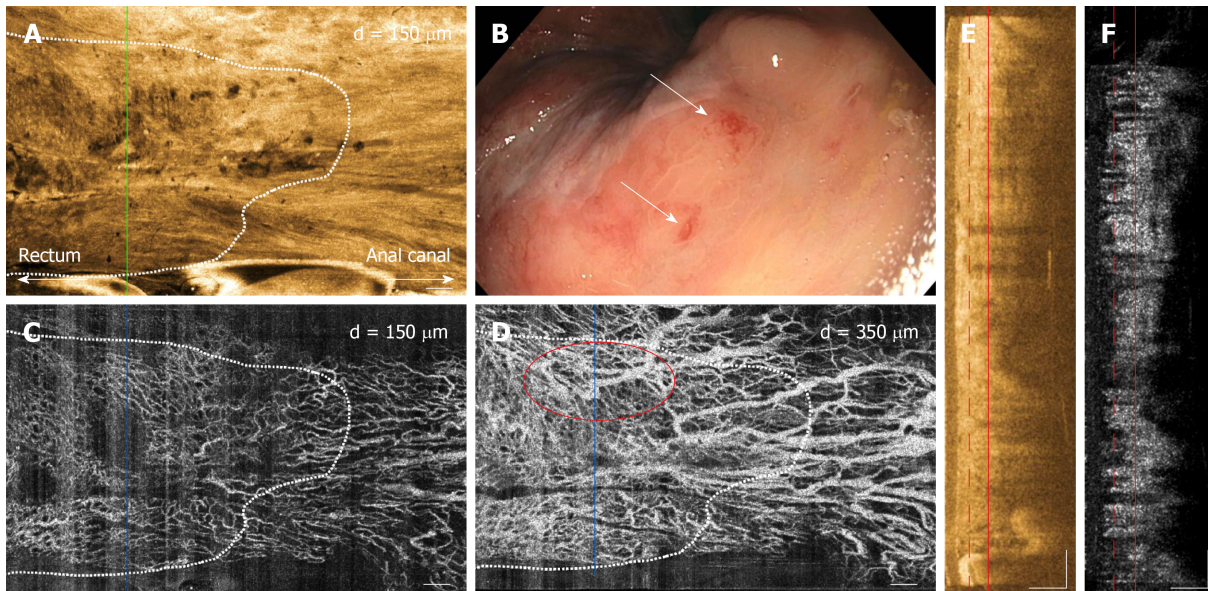 A
d = 150 μm
Rectum
Anal canal
B
C
d = 150 μm
D
d = 350 μm
E
F